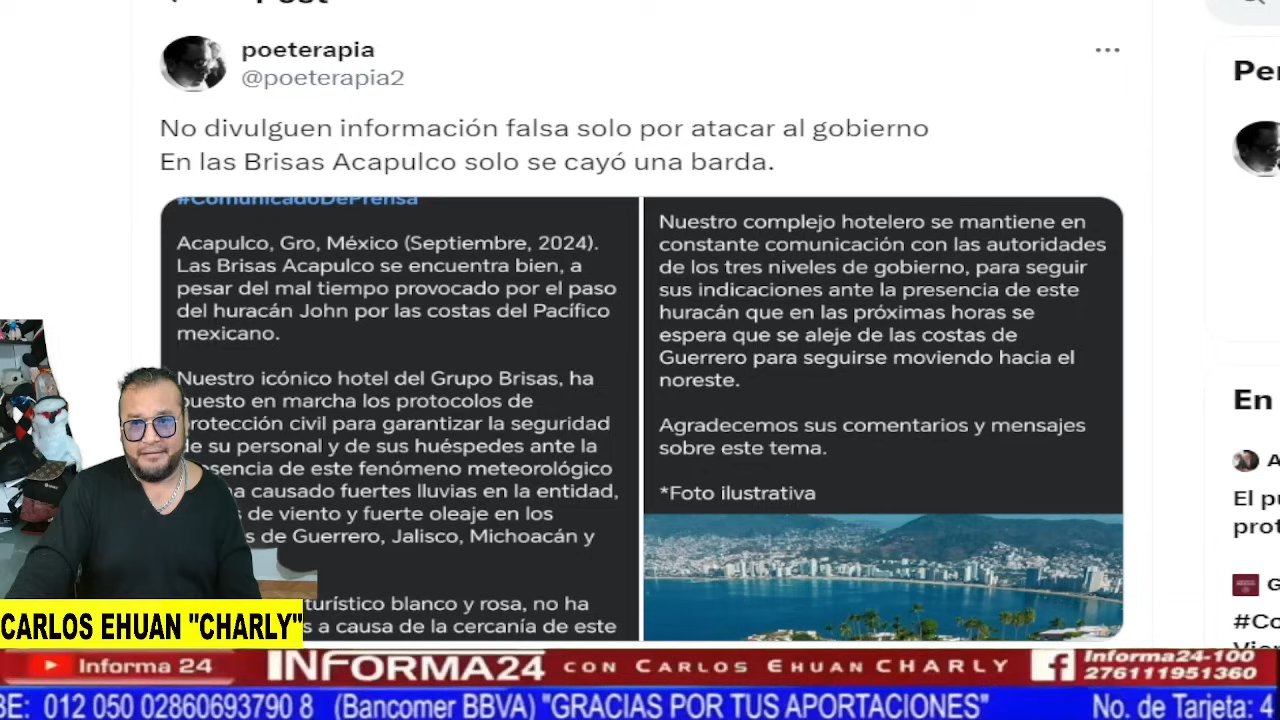 Post
poeterapia
@poeterapia2
No divulguen información falsa solo por atacar al gobierno
En las Brisas Acapulco solo se cayó una barda.
#ComunicadoDePrensa
Acapulco, Gro, México (Septiembre, 2024).
Las Brisas Acapulco se encuentra bien, a
pesar del mal tiempo provocado por el paso
del huracán John por las costas del Pacífico
mexicano.
Nuestro icónico hotel del Grupo Brisas, ha
puesto en marcha los protocolos de
protección civil para garantizar la seguridad
de su personal y de sus huéspedes ante la
presencia de este fenómeno meteorológico
a causado fuertes lluvias en la entidad,
de viento y fuerte oleaje en los
s de Guerrero, Jalisco, Michoacán y
turístico blanco y rosa, no ha
s a causa de la cercanía de este
Nuestro complejo hotelero se mantiene en
constante comunicación con las autoridades
de los tres niveles de gobierno, para seguir
sus indicaciones ante la presencia de este
huracán que en las próximas horas se
espera que se aleje de las costas de
Guerrero para seguirse moviendo hacia el
noreste.
Agradecemos sus comentarios y mensajes
sobre este tema.
*Foto ilustrativa
Per
En
A
El pu
prot
G
#Co
CARLOS EHUAN "CHARLY"
Informa 24
INFORMA24 CON CARLOS EHUAN CHARLY
Informa24-100
276111951360
BE: 012 050 02860693790 8 (Bancomer BBVA) "GRACIAS POR TUS APORTACIONES" No. de Tarjeta: 4